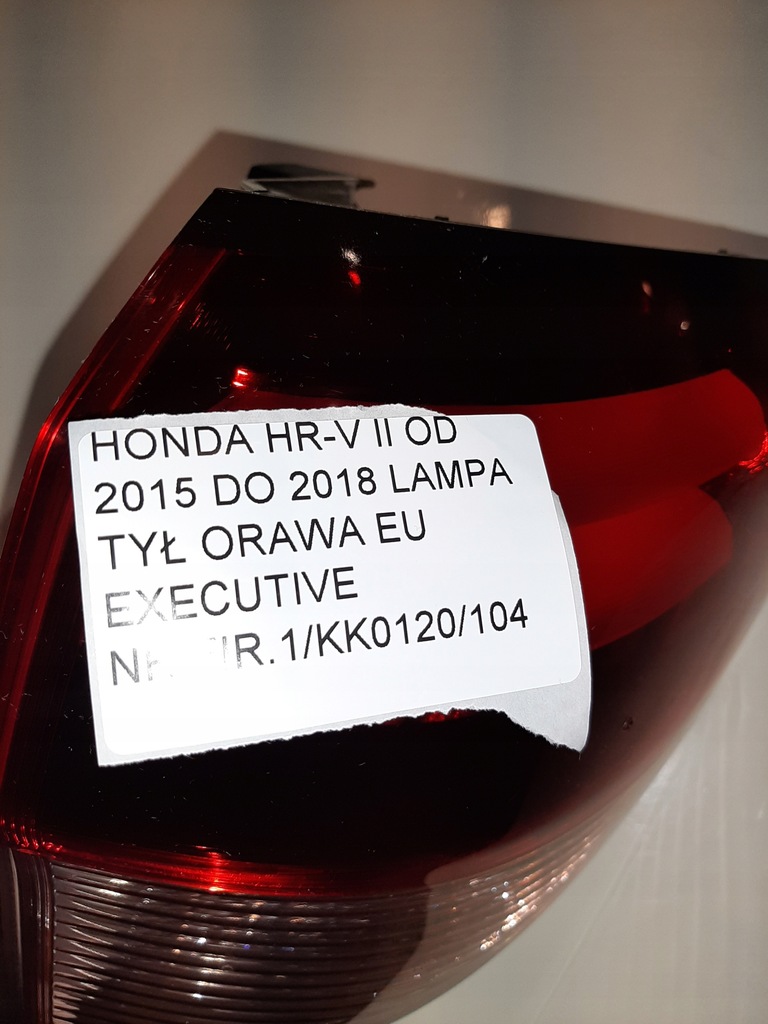 HONDA HR-V II OD
2015 DO 2018 LAMPA
TYŁ ORAWA EU
EXECUTIVE
1/KK0120/104